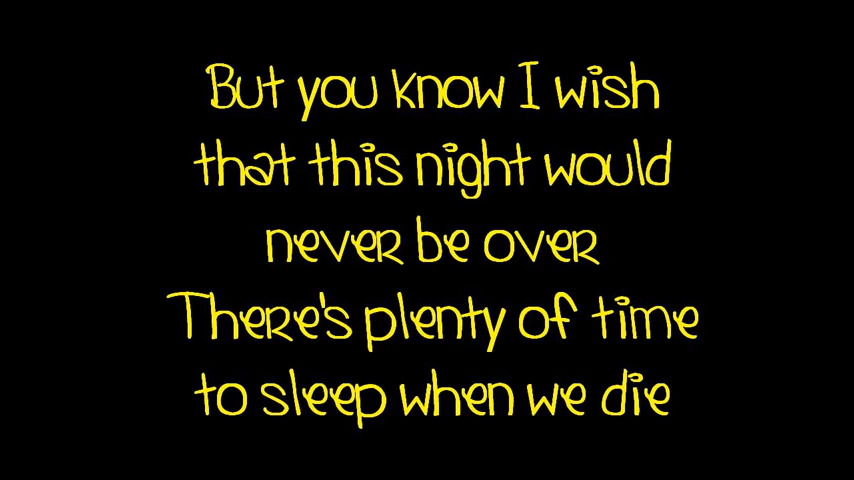 But you know I wish
that this night would
never be over
There's plenty of time
to sleep when we die